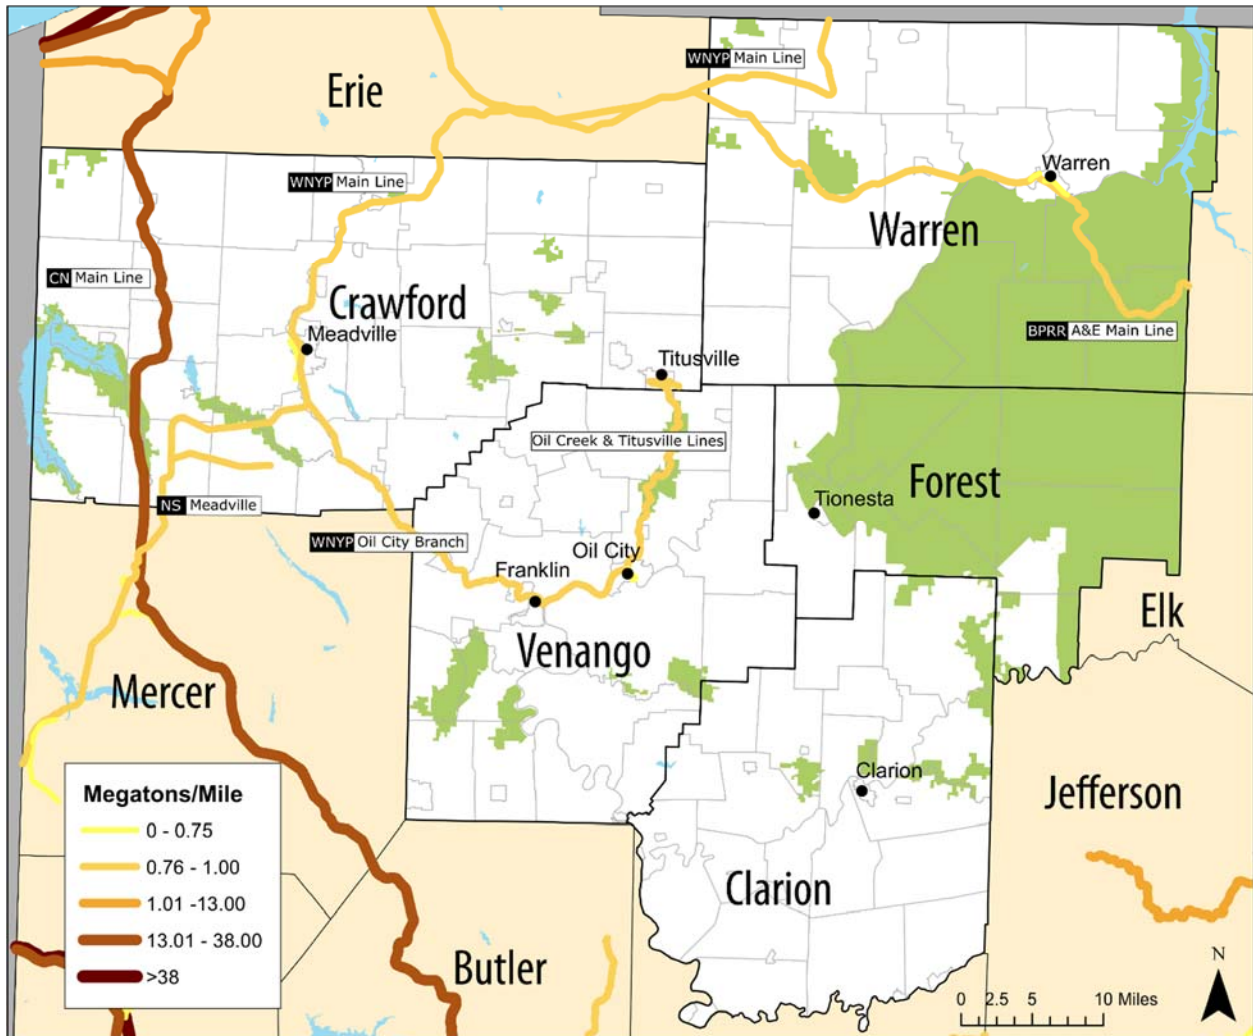 WNYP Main Line
Erie
WNYP Main Line
Warren
Warren
CN Main Line
Crawford
Meadville
BPRR A&E Main Line
Titusville
Oil Creek & Titusville Lines
Forest
Tionesta
NS Meadville
WNYP Oil City Branch
Oil City
Franklin
Elk
Venango
Mercer
Clarion
Jefferson
Megatons/Mile
0 - 0.75
0.76 - 1.00
1.01 -13.00
13.01 - 38.00
>38
Clarion
Butler
N
0 2.5 5 10 Miles